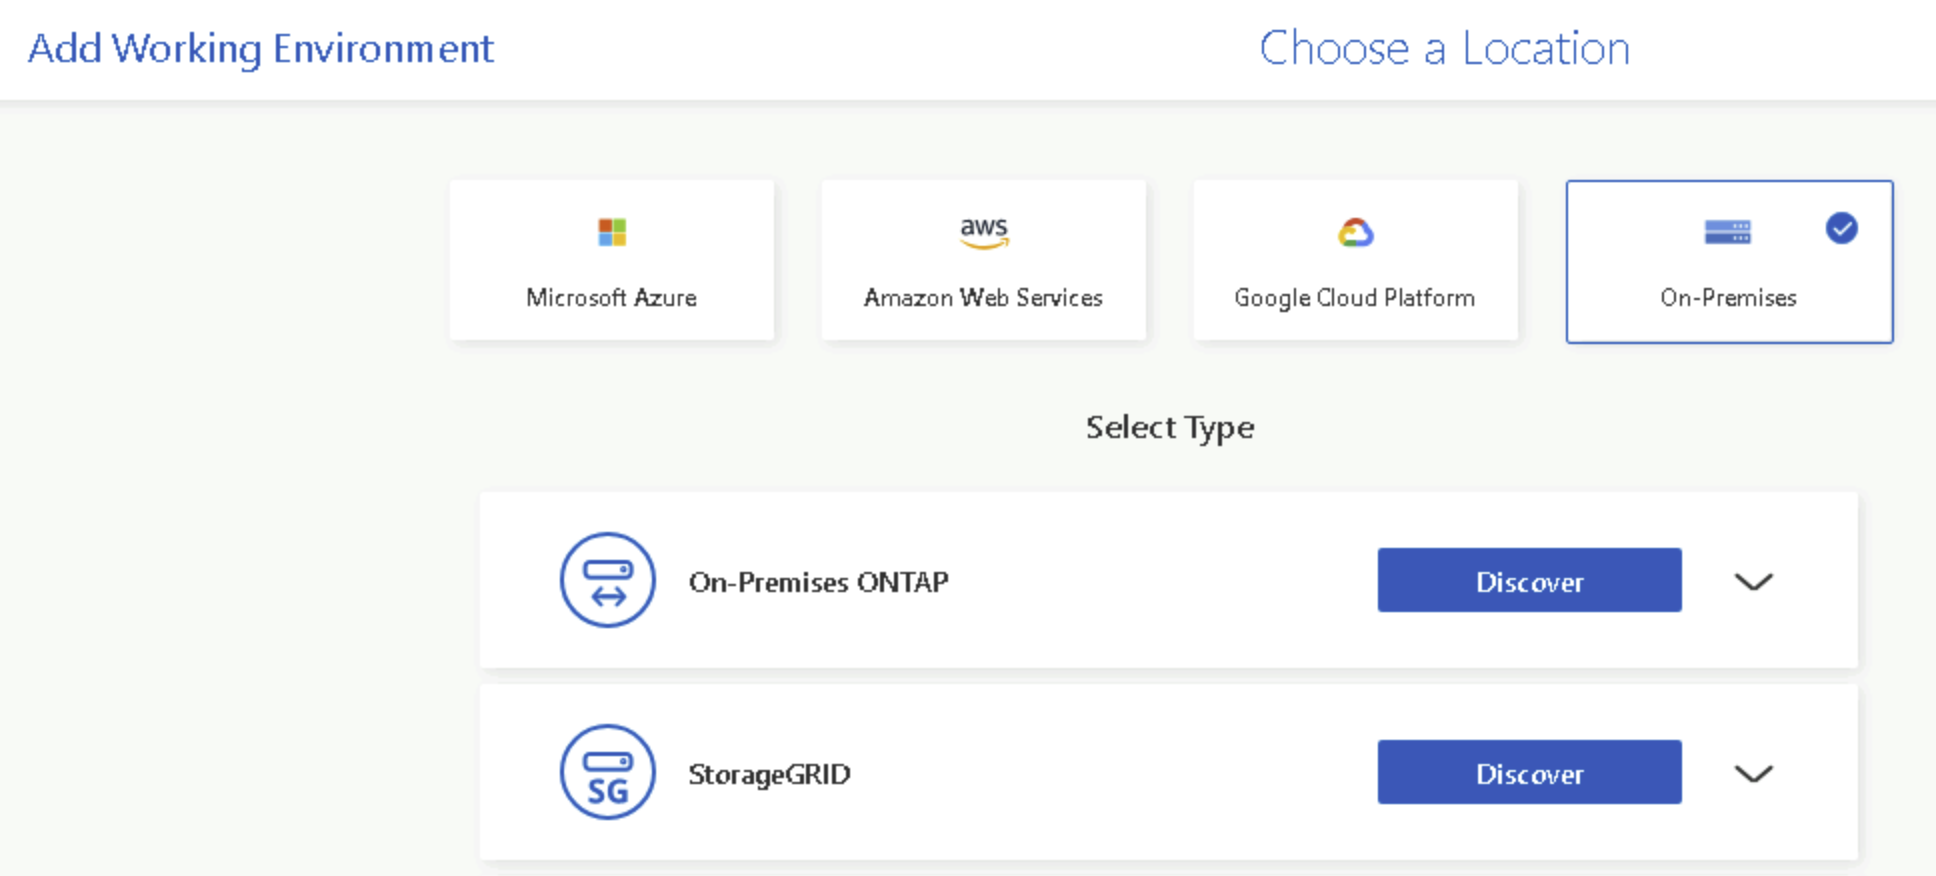 Add Working Environment
Choose a Location
Microsoft Azure
aws
Amazon Web Services
Google Cloud Platform
On-Premises
Select Type
On-Premises ONTAP
Discover
SG
StorageGRID
Discover